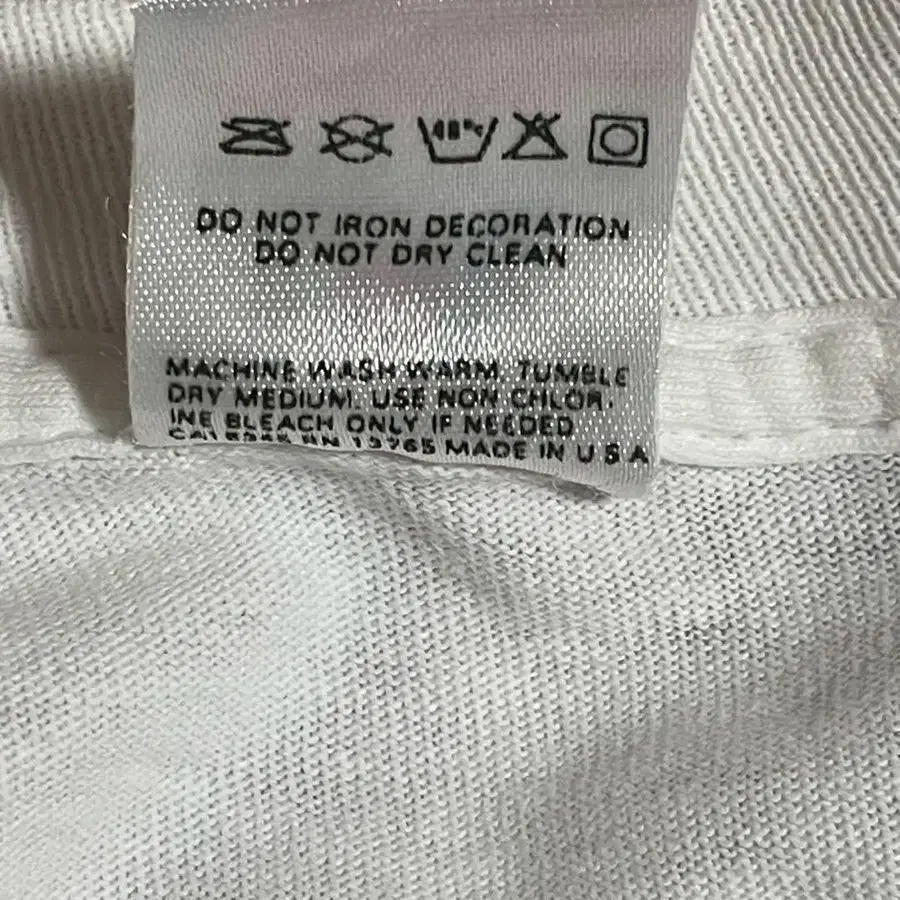 40°C
DO NOT IRON DECORATION
DO NOT DRY CLEAN
MACHINE WASH WARM. TUMBLE
DRY MEDIUM. USE NON CHLOR.
INE BLEACH ONLY IF NEEDED
13765 MADE IN U S A